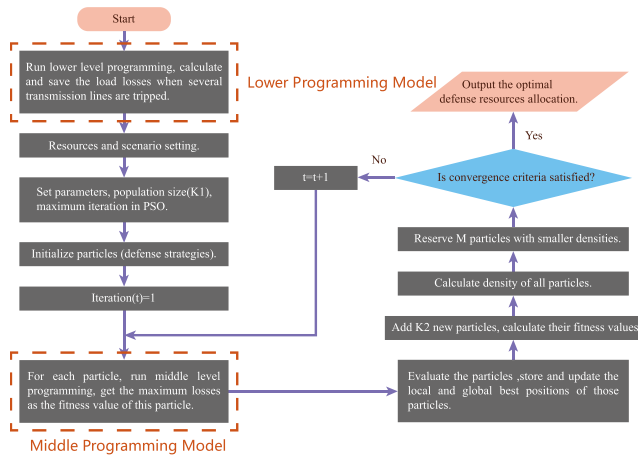 Start
Run lower level programming, calculate
and save the load losses when several
transmission lines are tripped.
Lower Programming Model
Resources and scenario setting.
Set parameters, population size(K1),
maximum iteration in PSO.
Initialize particles (defense strategies).
Iteration(t)=1
For each particle, run middle level
programming, get the maximum losses
as the fitness value of this particle.
Middle Programming Model
Evaluate the particles ,store and update the
local and global best positions of those
particles.
Add K2 new particles, calculate their fitness values
Calculate density of all particles.
Reserve M particles with smaller densities.
Is convergence criteria satisfied?
No
t=t+1
Yes
Output the optimal
defense resources allocation.